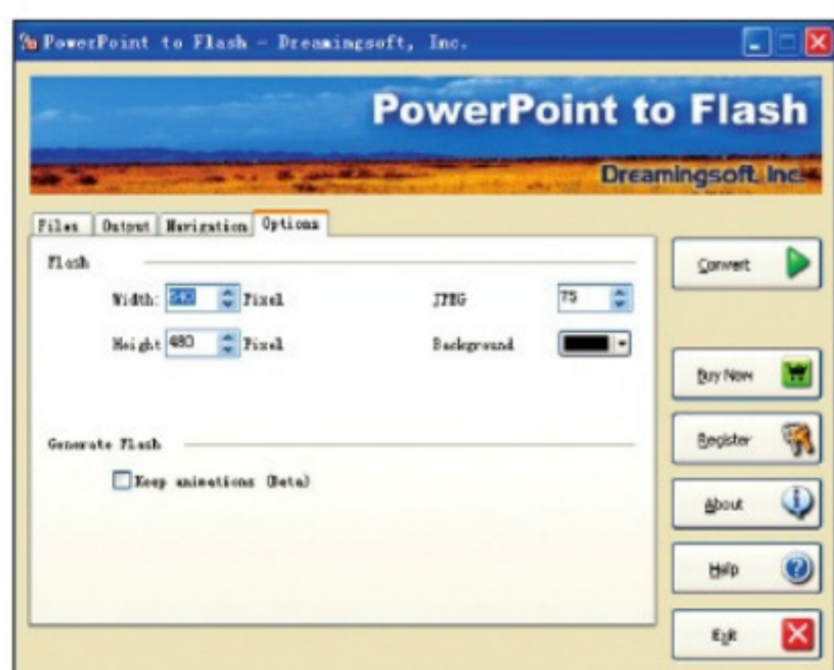 PowerPoint to Flash - Dreamingsoft, Inc.
PowerPoint to Flash
Dreamingsoft, Inc.
Files Output Navigation Options
Flash
Width: 640 Pixel JPEG 75
Height 480 Pixel Background
Generate Flash
Keep animations (Beta)
Convert
Buy Now
Register
About
Help
Exit